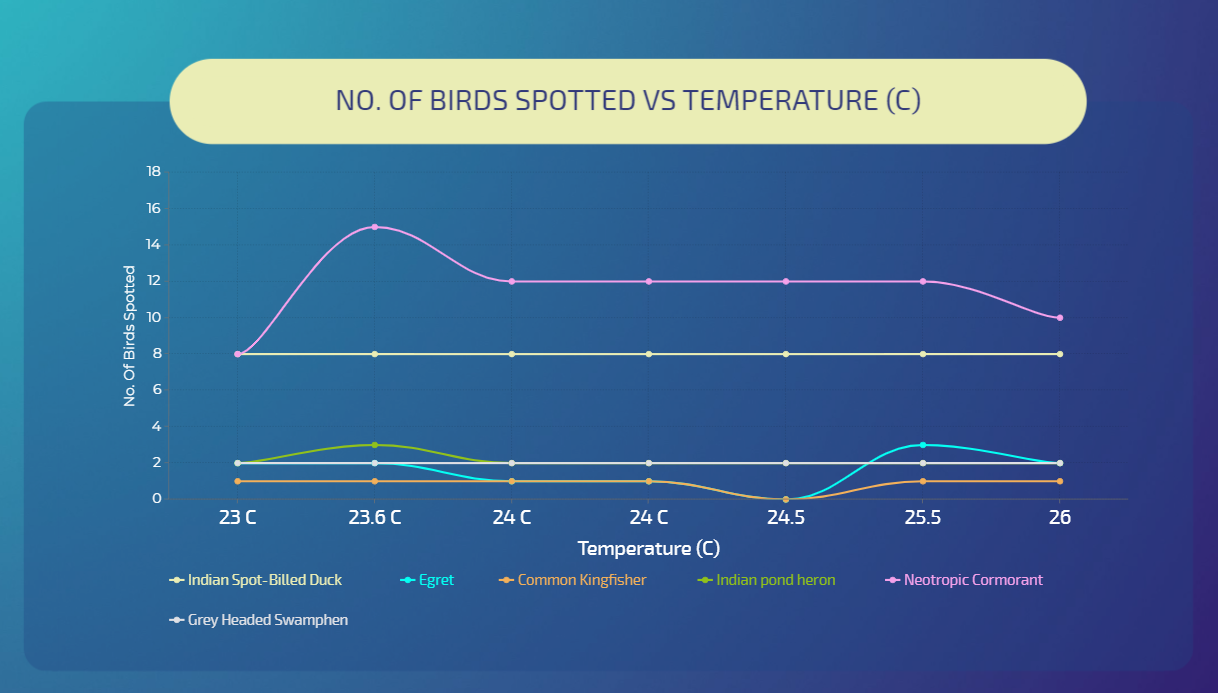 NO. OF BIRDS SPOTTED VS TEMPERATURE (C)
No. Of Birds Spotted
18
16
14
12
10
8
6
4
2
0
23 C 23.6 C 24 C 24 C 24.5 25.5 26
Temperature (C)
Indian Spot-Billed Duck Egret Common Kingfisher Indian pond heron Neotropic Cormorant
Grey Headed Swamphen